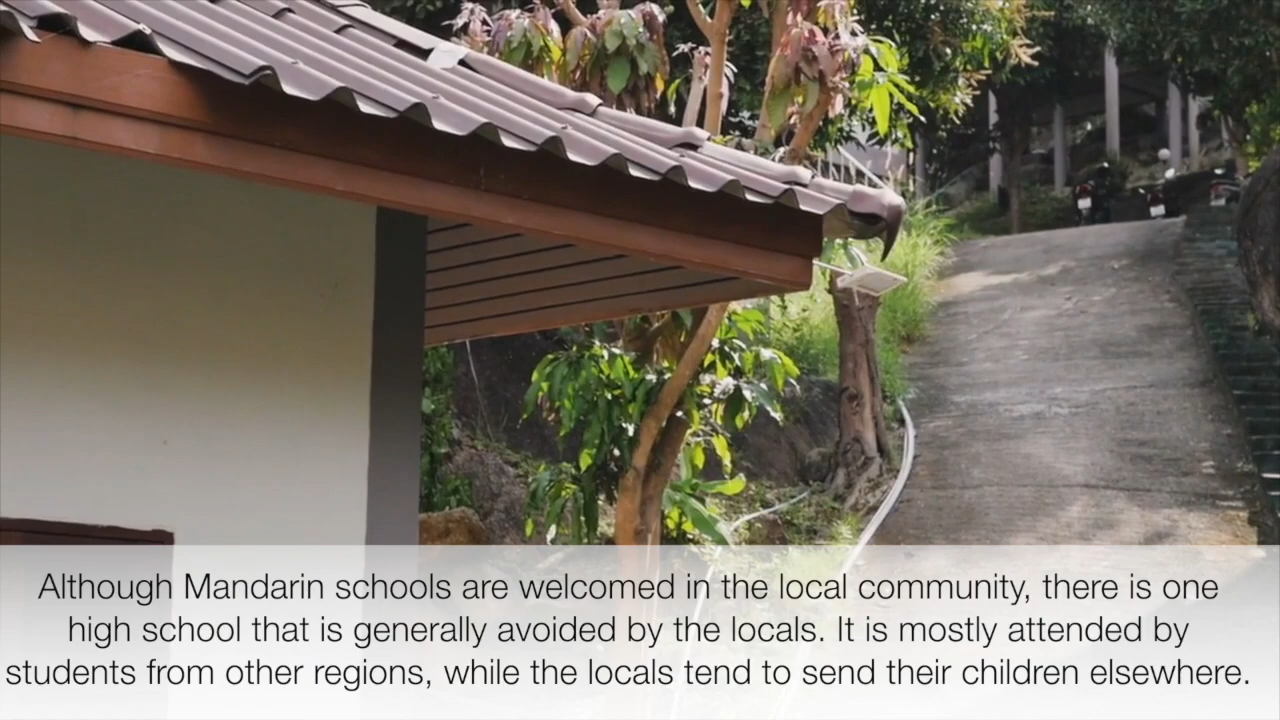 Although Mandarin schools are welcomed in the local community, there is one
high school that is generally avoided by the locals. It is mostly attended by
students from other regions, while the locals tend to send their children elsewhere.